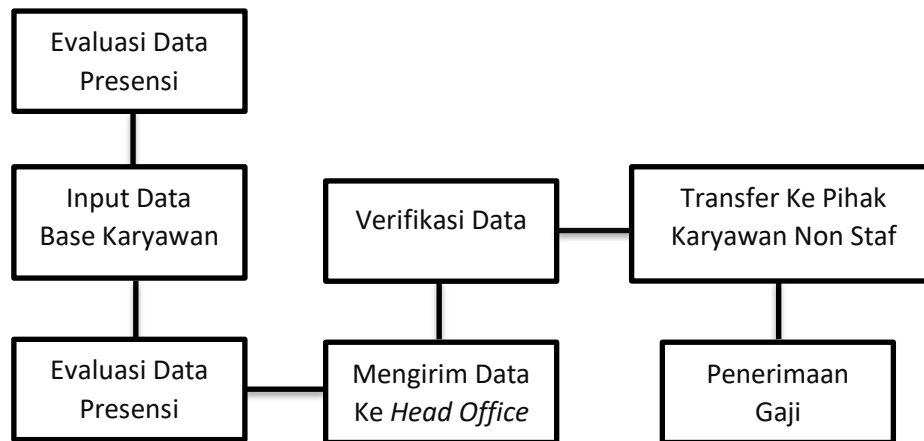 Evaluasi Data
Presensi
Input Data
Base Karyawan
Evaluasi Data
Presensi
Mengirim Data
Ke Head Office
Verifikasi Data
Transfer Ke Pihak
Karyawan Non Staf
Penerimaan
Gaji